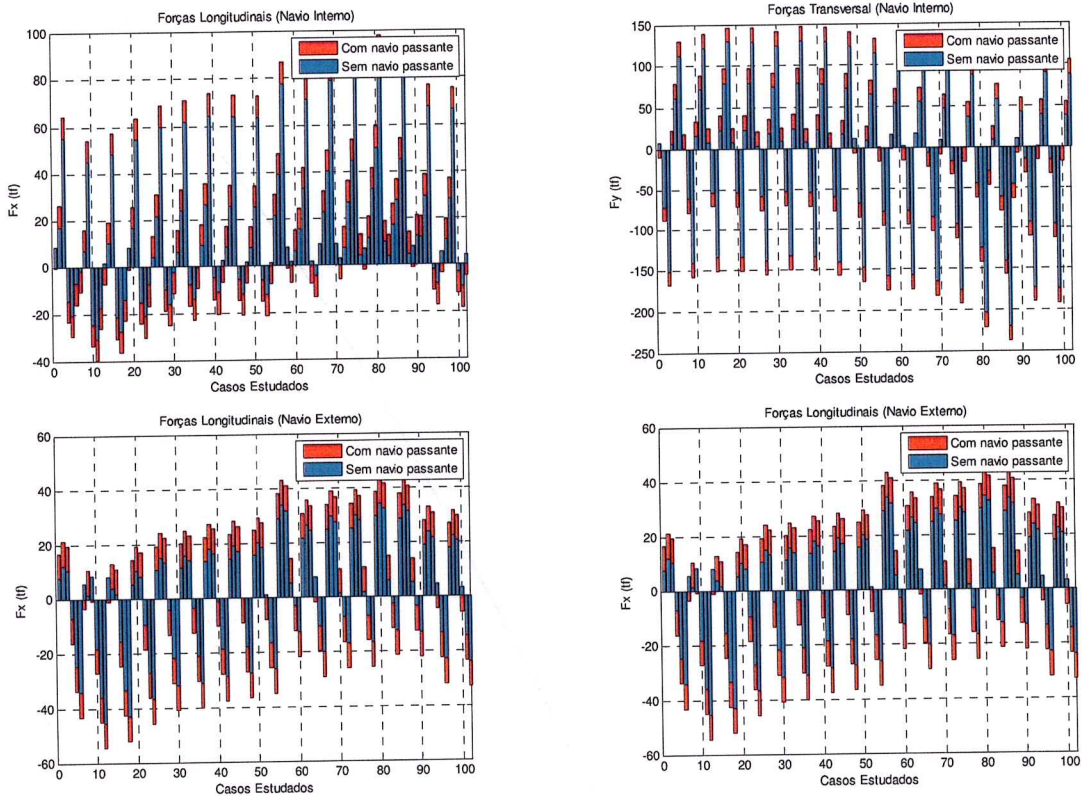 Forças Longitudinais (Navio Interno)
Fx (tf)
100
80
60
40
20
0
-20
-40
Com navio passante
Sem navio passante
0 10 20 30 40 50 60 70 80 90 100
Casos Estudados
Forças Transversal (Navio Interno)
Fy (tf)
150
100
50
0
-50
-100
-150
-200
-250
Com navio passante
Sem navio passante
0 10 20 30 40 50 60 70 80 90 100
Casos Estudados
Forças Longitudinais (Navio Externo)
Fx (tf)
60
40
20
0
-20
-40
-60
Com navio passante
Sem navio passante
0 10 20 30 40 50 60 70 80 90 100
Casos Estudados
Forças Longitudinais (Navio Externo)
Fx (tf)
60
40
20
0
-20
-40
-60
Com navio passante
Sem navio passante
0 10 20 30 40 50 60 70 80 90 100
Casos Estudados